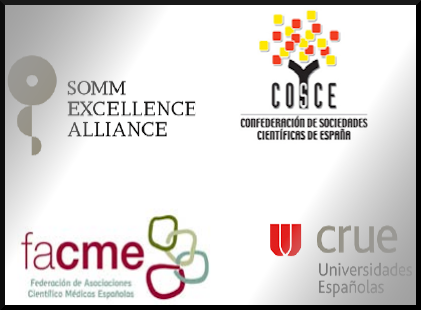 SOMM
EXCELLENCE
ALLIANCE
COSCE
CONFEDERACIÓN DE SOCIEDADES
CIENTÍFICAS DE ESPAÑA
facme
Federación de Asociaciones
Científico Médicas Españolas
crue
Universidades
Españolas